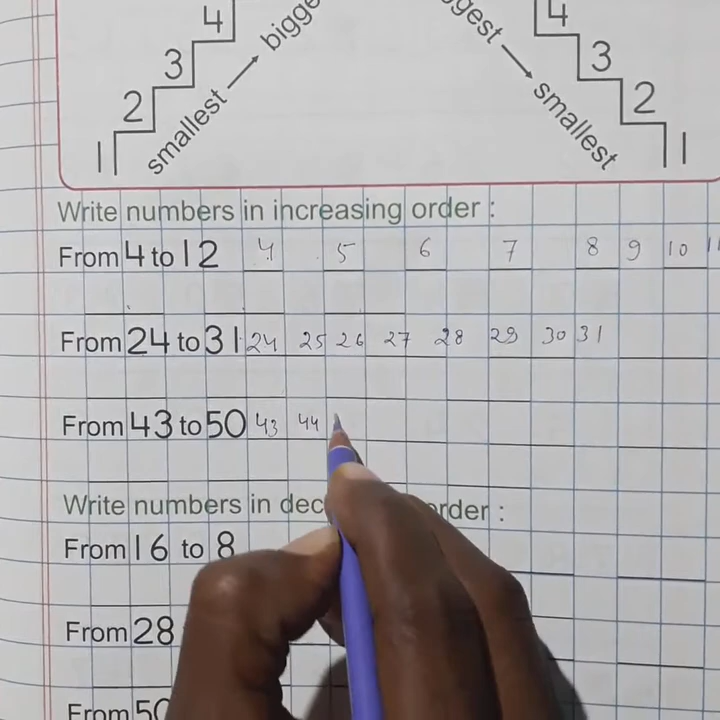 4 4
3 3
2 2
1 1
smallest → bigge
ggest → smallest
Write numbers in increasing order :
From 4 to 12 4 5 6 7 8 9 10
From 24 to 31 24 25 26 27 28 29 30 31
From 43 to 50 43 44
Write numbers in dec order :
From 16 to 8
From 28
From 50